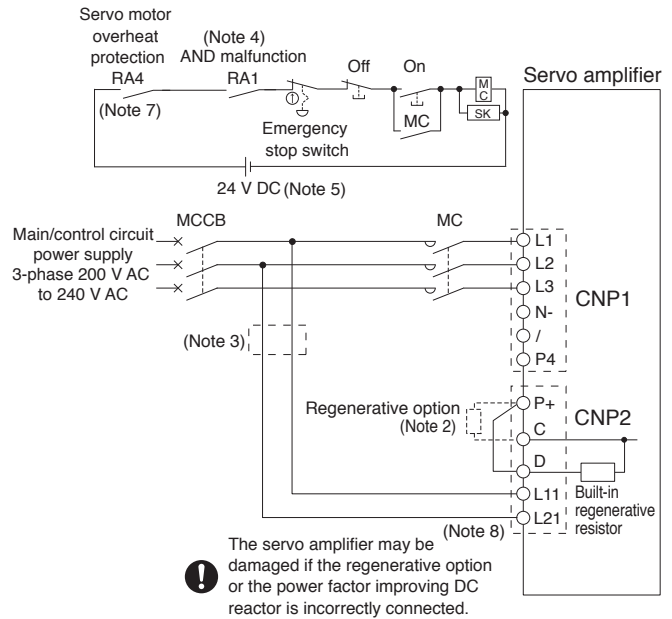 Servo motor
overheat
protection
RA4
(Note 7)
(Note 4)
AND malfunction
RA1
Off
On
MC
M
C
SK
Emergency
stop switch
24 V DC (Note 5)
Servo amplifier
MCCB
MC
Main/control circuit
power supply
3-phase 200 V AC
to 240 V AC
L1
L2
L3
N-
/
P4
CNP1
(Note 3)
Regenerative option
(Note 2)
P+
C
D
L11
L21
CNP2
Built-in
regenerative
resistor
(Note 8)
!
The servo amplifier may be
damaged if the regenerative option
or the power factor improving DC
reactor is incorrectly connected.